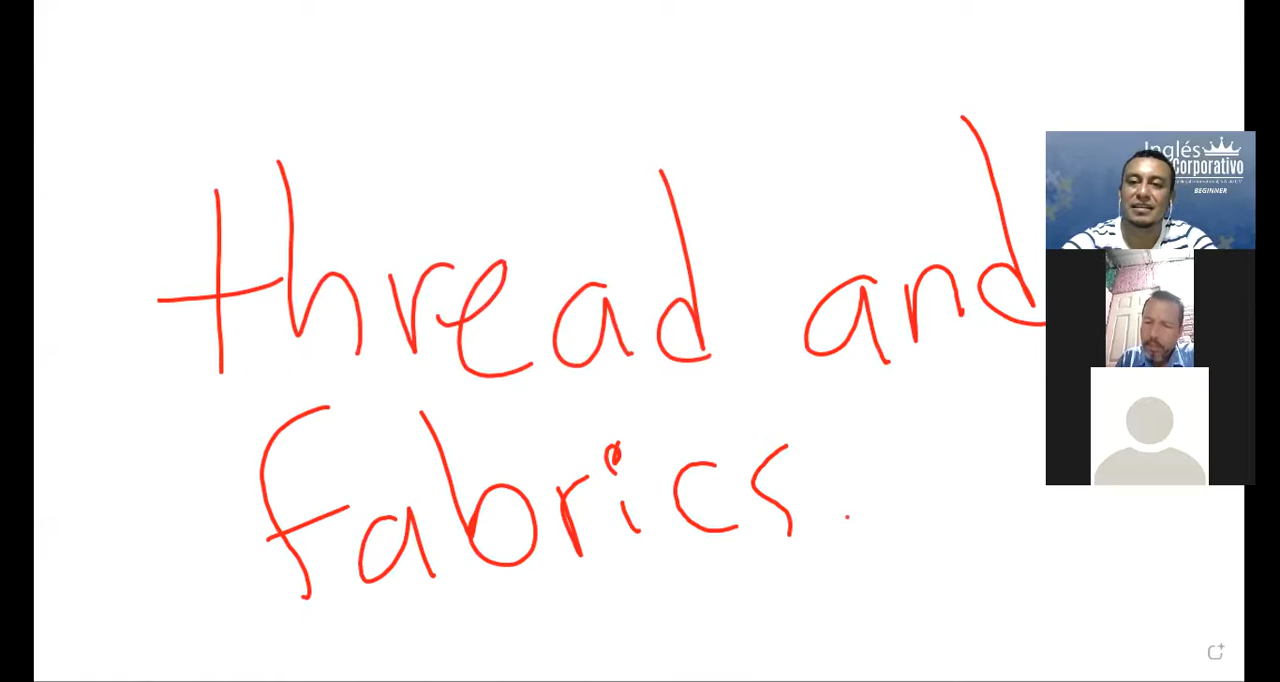 thread and
fabrics.
Inglés
Corporativo
BEGINNER